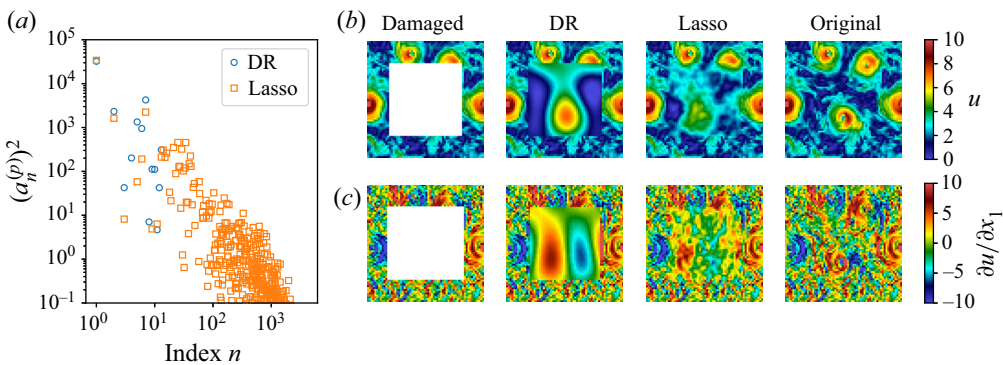 (a)
10^5
10^4
10^3
10^2
10^1
10^0
10^−1
(a_n^(p))^2
DR
Lasso
10^0
10^1
10^2
10^3
Index n
(b)
Damaged
DR
Lasso
Original
10
8
6
4
2
0
u
(c)
10
5
0
−5
−10
∂u/∂x_1